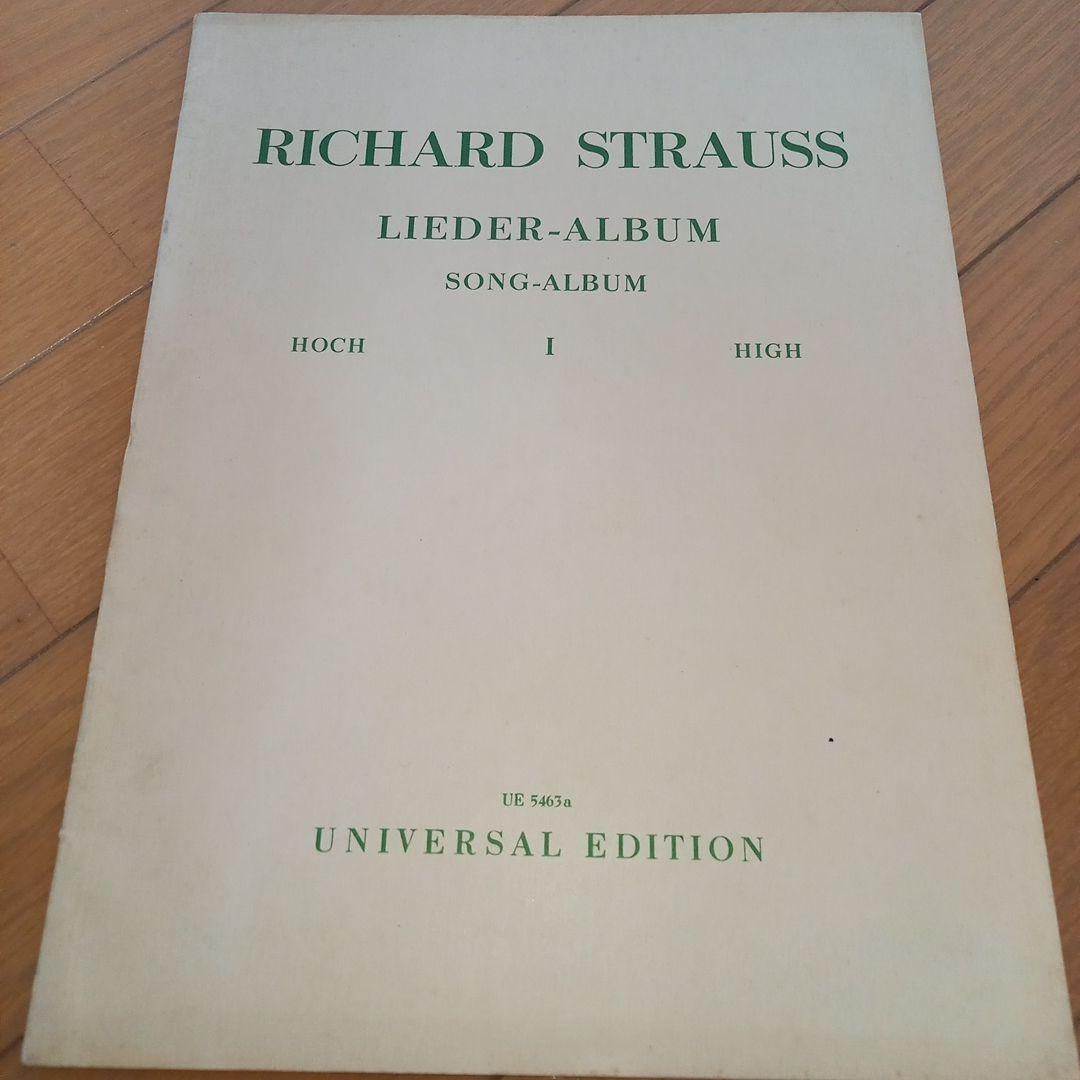 RICHARD STRAUSS
LIEDER-ALBUM
SONG-ALBUM
HOCH I HIGH
UE 5463a
UNIVERSAL EDITION